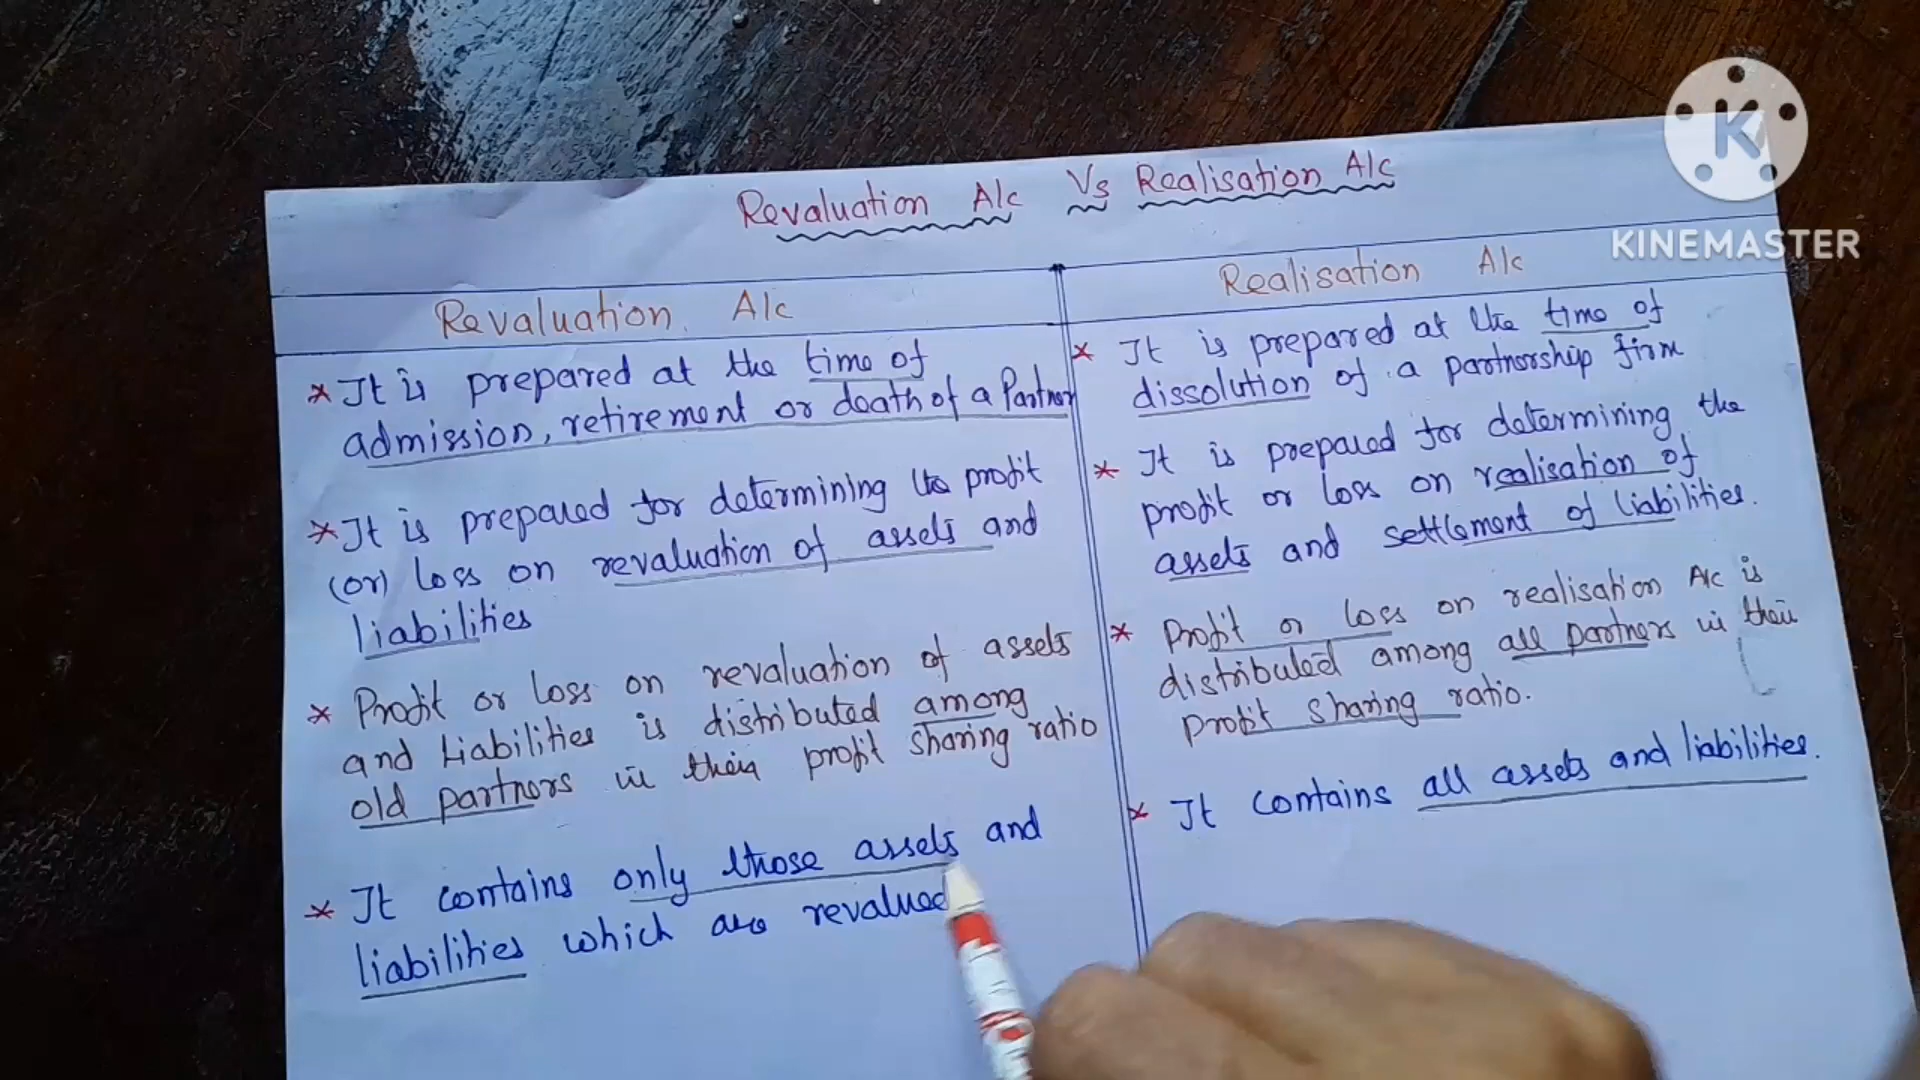 Revaluation A/c Vs Realisation A/c
KINEMASTER
Revaluation A/c
* It is prepared at the time of
admission, retirement or death of a Partner
* It is prepared for determining the profit
(or) loss on revaluation of assets and
liabilities
* Profit or loss on revaluation of assets
and Liabilities is distributed among
old partners in their profit sharing ratio
* It contains only those assets and
liabilities which are revalued
Realisation A/c
* It is prepared at the time of
dissolution of a partnership firm
* It is prepared for determining the
profit or loss on realisation of
assets and settlement of liabilities.
* Profit or loss on realisation A/c is
distributed among all partners in their
profit sharing ratio.
* It contains all assets and liabilities.